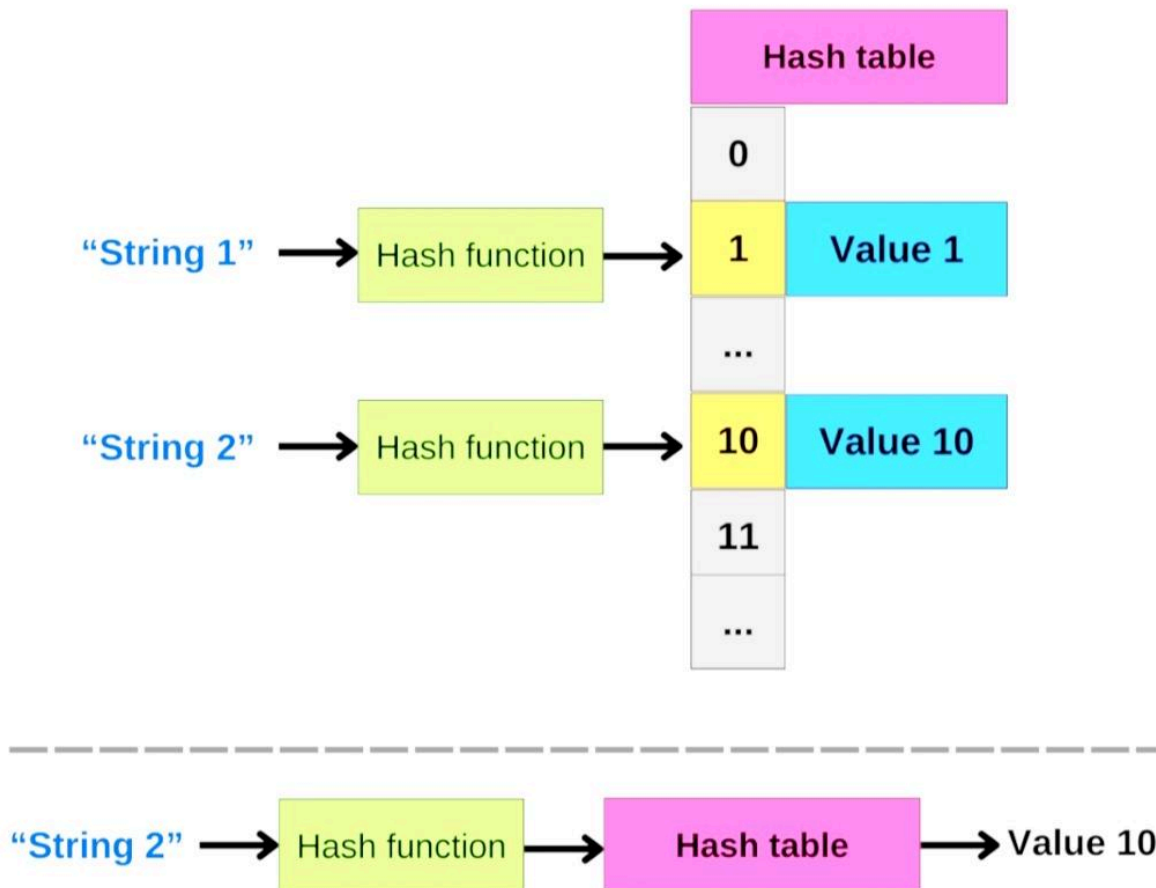 Hash table
0
“String 1” Hash function 1 Value 1
...
“String 2” Hash function 10 Value 10
11
...
“String 2” Hash function Hash table Value 10